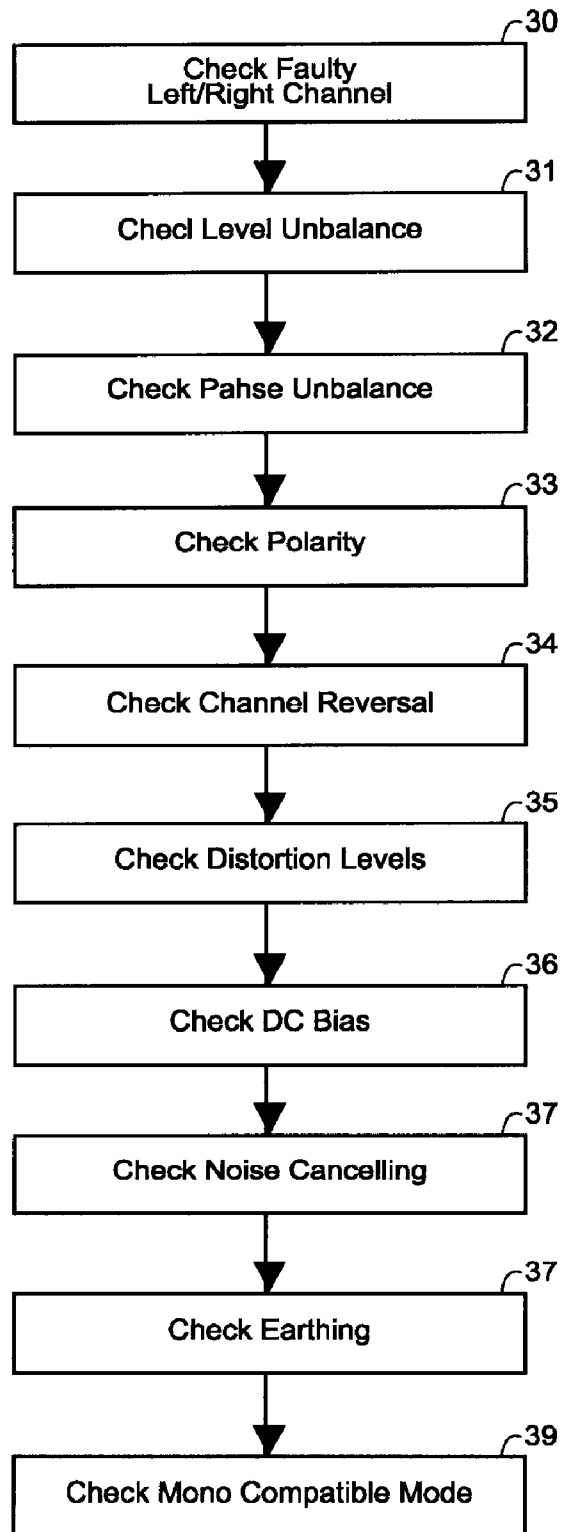 30
Check Faulty
Left/Right Channel
31
Checl Level Unbalance
32
Check Pahse Unbalance
33
Check Polarity
34
Check Channel Reversal
35
Check Distortion Levels
36
Check DC Bias
37
Check Noise Cancelling
37
Check Earthing
39
Check Mono Compatible Mode